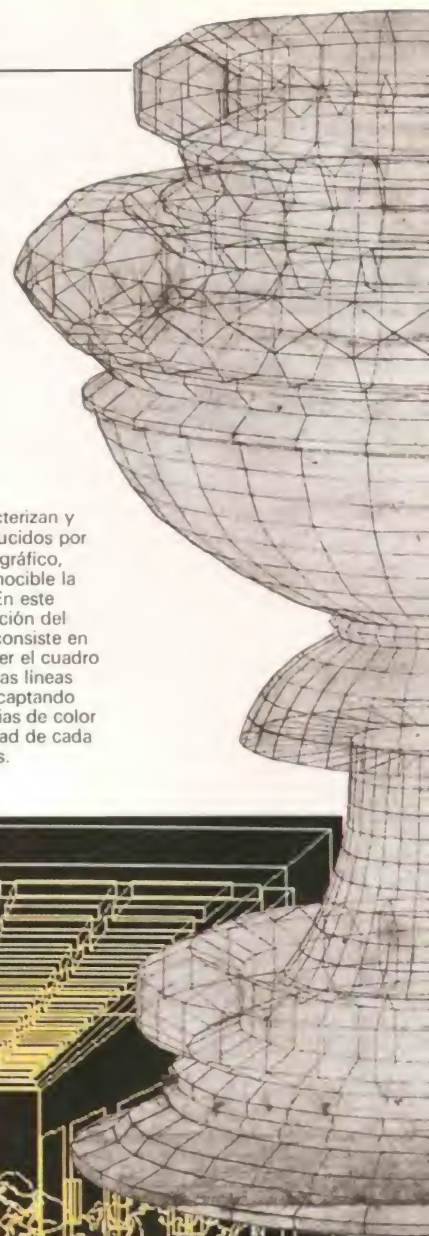 cterizan y
ucidos por
gráfico,
nocible la
En este
ción del
consiste en
er el cuadro
as líneas
captando
ias de color
ad de cada
s.